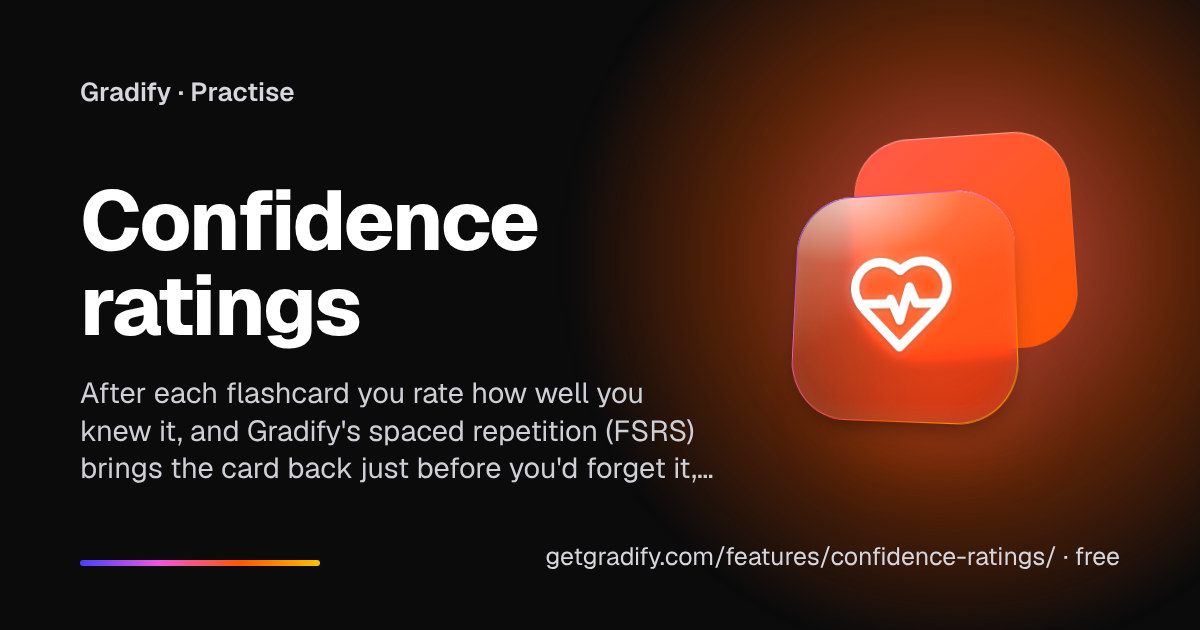 Gradify · Practise
Confidence
ratings
After each flashcard you rate how well you
knew it, and Gradify's spaced repetition (FSRS)
brings the card back just before you'd forget it,...
getgradify.com/features/confidence-ratings/ · free